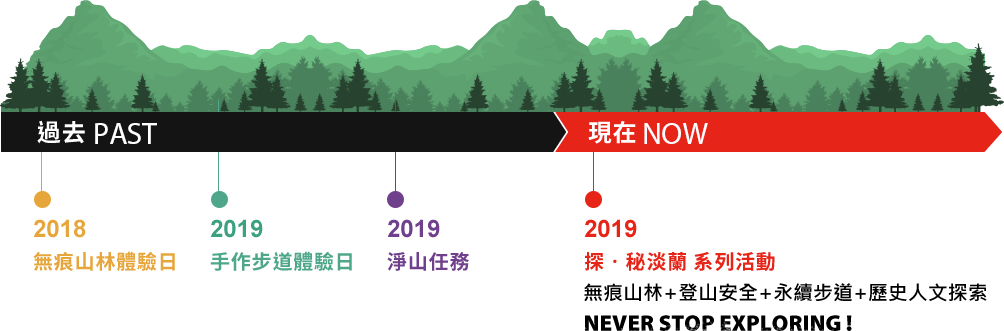 過去 PAST
現在 NOW
2018
無痕山林體驗日
2019
手作步道體驗日
2019
淨山任務
2019
探・秘淡蘭 系列活動
無痕山林+登山安全+永續步道+歷史人文探索
NEVER STOP EXPLORING!